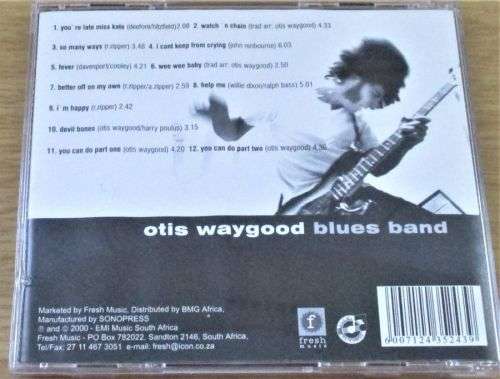 1. you're late miss kate (deefore/hitzfield)2.08 2. watch 'n chain (trad arr: otis waygood) 4.33
3. so many ways (r.zipper) 3.48 4. i cant keep from crying (john renbourne) 6.03
5. fever (davenport/cooley) 4.21 6. wee wee baby (trad arr: otis waygood) 2.50
7. better off on my own (r.zipper/a.zipper) 2.59 8. help me (willie dixon/ralph bass) 5.01
9. i'm happy (r.zipper) 2.42
10. devil bones (otis waygood/harry poulus) 3.15
11. you can do part one (otis waygood) 4.20 12. you can do part two (otis waygood) 4.30
otis waygood blues band
Marketed by Fresh Music, Distributed by BMG Africa,
Manufactured by SONOPRESS
℗ and © 2000 - EMI Music South Africa
Fresh Music - PO Box 782022, Sandton 2146, South Africa,
Tel/Fax: 27 11 467 3051 e-mail: fresh@icon.co.za
f
fresh
music
6 007124 352439